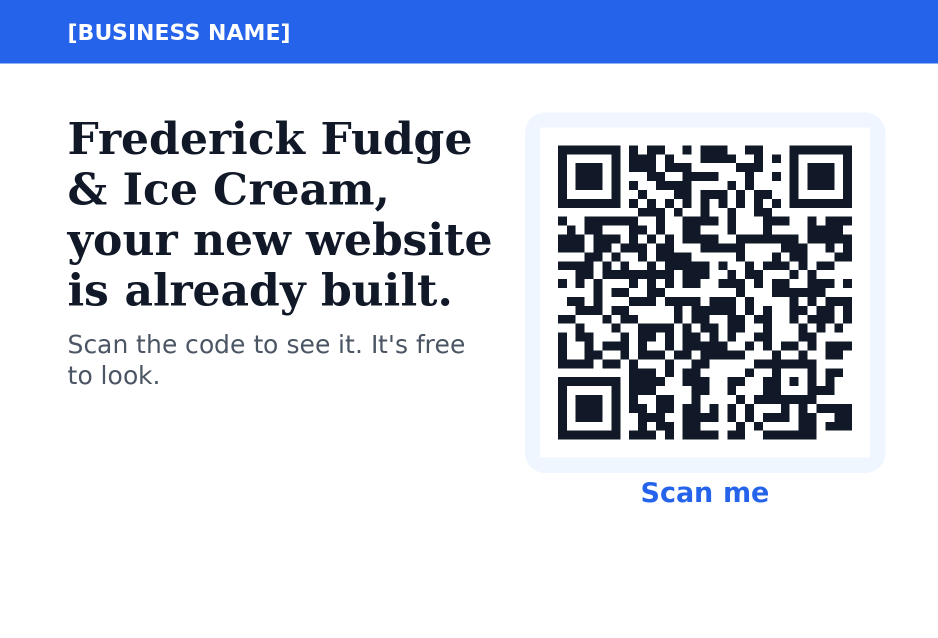 [BUSINESS NAME]
Frederick Fudge
& Ice Cream,
your new website
is already built.
Scan the code to see it. It's free
to look.
Scan me